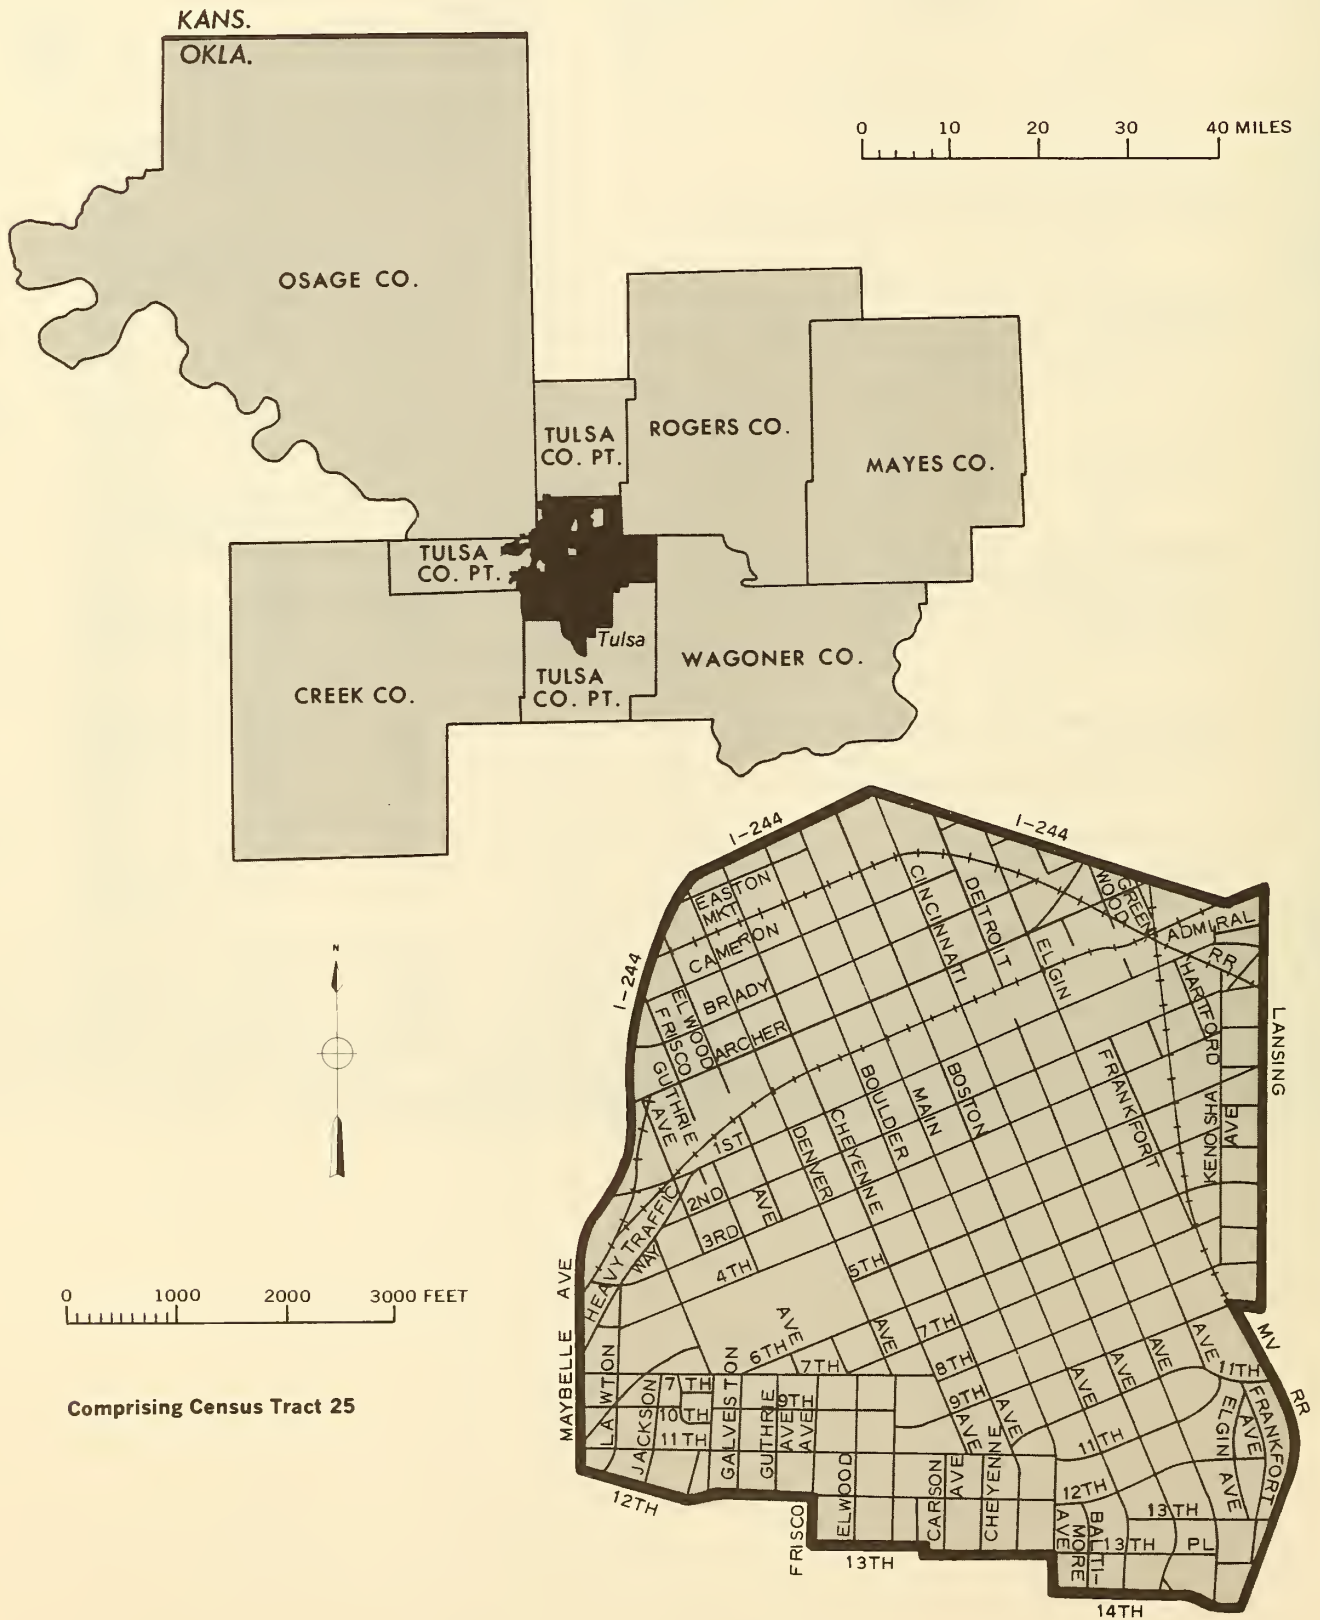 KANS.
OKLA.
0 10 20 30 40 MILES
OSAGE CO.
TULSA
CO. PT.
ROGERS CO.
MAYES CO.
TULSA
CO. PT.
Tulsa
WAGONER CO.
TULSA
CO. PT.
CREEK CO.
I-244
I-244
I-244
EASTON
MKT
CAMERON
BRADY
ARCHER
ELWOOD
FRISCO
GUTHRIE
AVE
CINCINNATI
DETROIT
ELGIN
GREEN
WOOD
ADMIRAL
RR
HARTFORD
LANSING
KENOSHA
AVE
FRANKFORT
BOSTON
MAIN
BOULDER
CHEYENNE
DENVER
AVE
1ST
2ND
3RD
4TH
5TH
HEAVY TRAFFIC
WAY
N
0 1000 2000 3000 FEET
Comprising Census Tract 25
MAYBELLE AVE
LAWTON
JACKSON
7TH
10TH
11TH
GALVESTON
GUTHRIE
AVE
9TH
AVE
6TH
AVE
7TH
AVE
7TH
8TH
9TH
AVE
AVE
AVE
AVE
AVE
AVE
11TH
MV RR
FRANKFORT
AVE
ELGIN
AVE
11TH
12TH
13TH
13TH PL
BALTI-
MORE
AVE
CHEYENNE
CARSON
AVE
ELWOOD
FRISCO
12TH
13TH
14TH